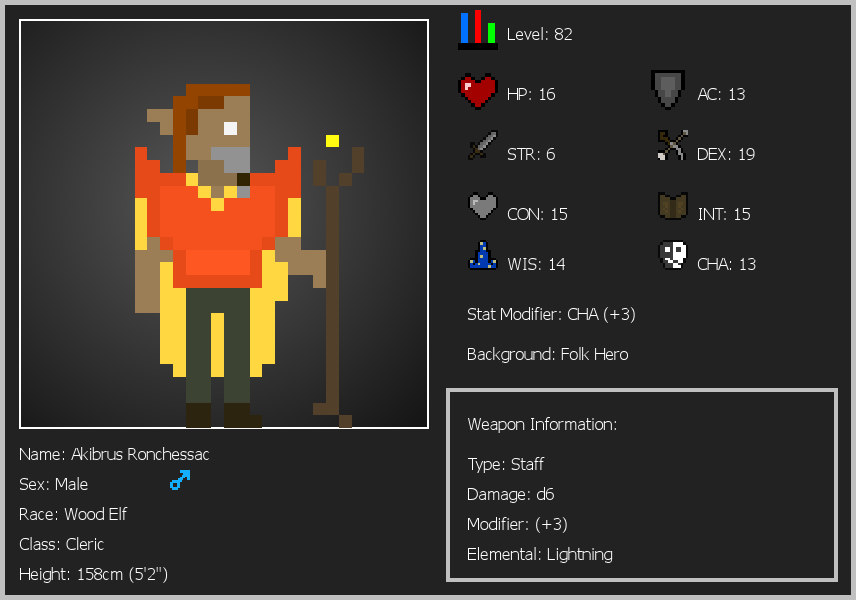 Level: 82
HP: 16
AC: 13
STR: 6
DEX: 19
CON: 15
INT: 15
WIS: 14
CHA: 13
Stat Modifier: CHA (+3)
Background: Folk Hero
Weapon Information:
Type: Staff
Damage: d6
Modifier: (+3)
Elemental: Lightning
Name: Akibrus Ronchessac
Sex: Male
Race: Wood Elf
Class: Cleric
Height: 158cm (5'2")